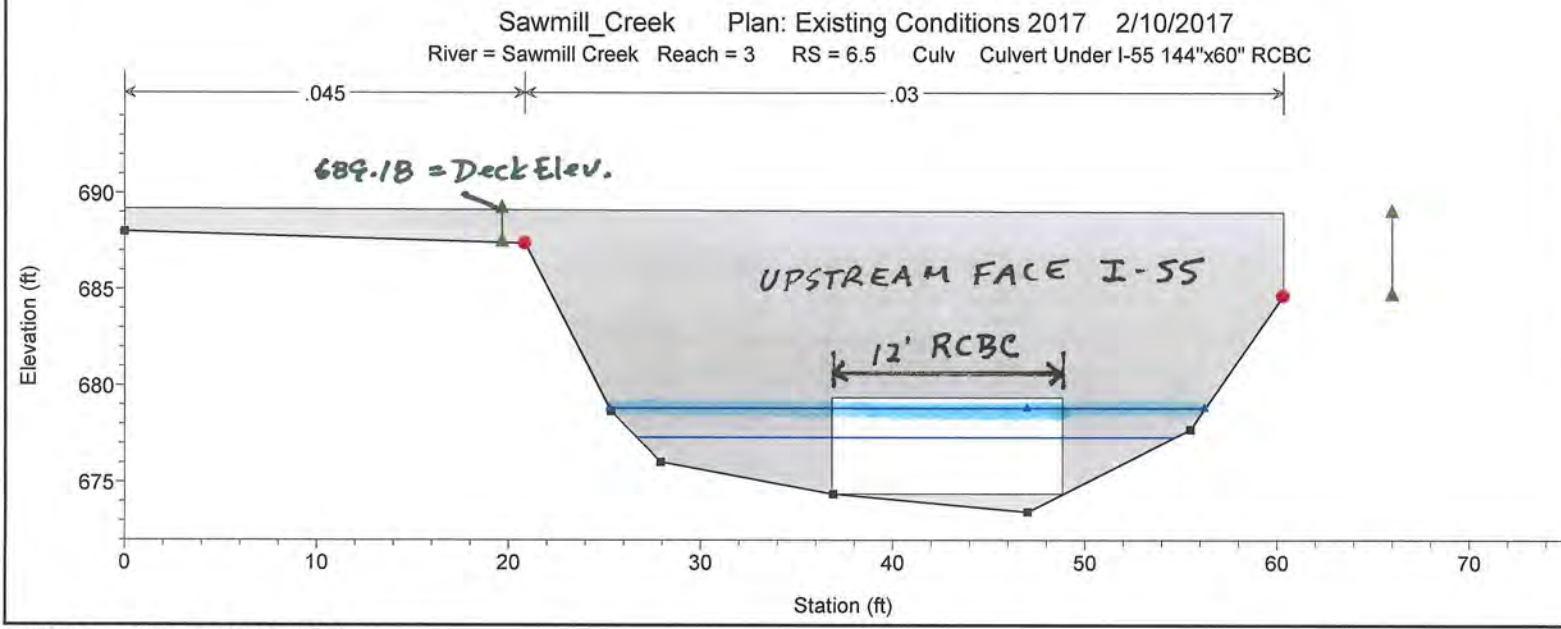 Sawmill_Creek Plan: Existing Conditions 2017 2/10/2017
River = Sawmill Creek Reach = 3 RS = 6.5 Culv Culvert Under I-55 144"x60" RCBC
.045 .03
689.18 = Deck Elev.
690
UPSTREAM FACE I-55
685
12' RCBC
680
675
Elevation (ft)
0 10 20 30 40 50 60 70
Station (ft)